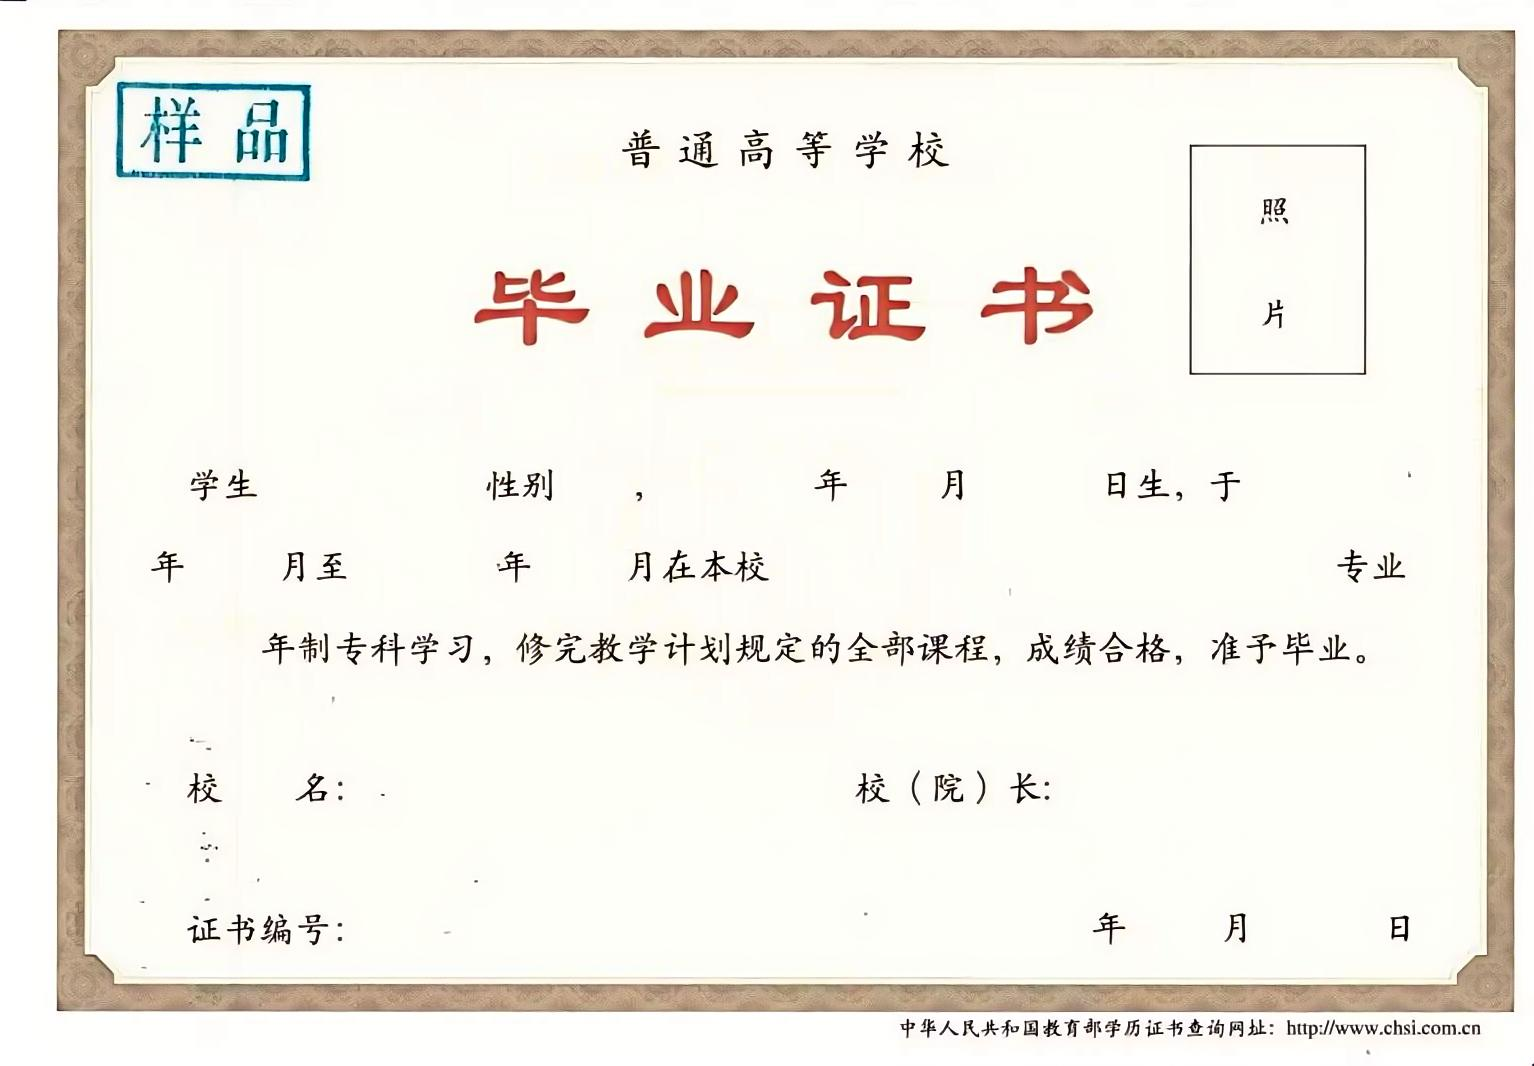 样品
普通高等学校
照
片
毕业证书
学生 性别 , 年 月 日生，于
年 月至 年 月在本校 专业
年制专科学习，修完教学计划规定的全部课程，成绩合格，准予毕业。
校 名： 校（院）长:
证书编号： 年 月 日
中华人民共和国教育部学历证书查询网址：http://www.chsi.com.cn